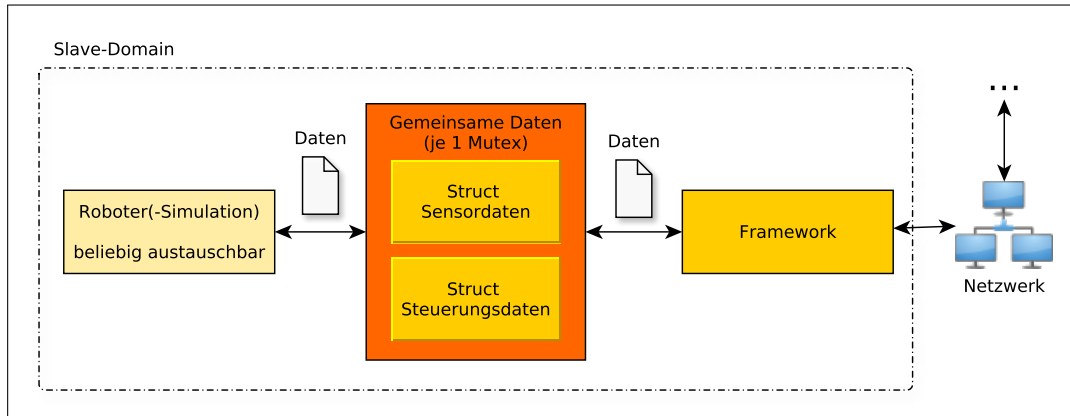 Slave-Domain
...
Daten
Gemeinsame Daten
(je 1 Mutex)
Daten
Struct
Sensordaten
Roboter(-Simulation)
beliebig austauschbar
Framework
Struct
Steuerungsdaten
Netzwerk